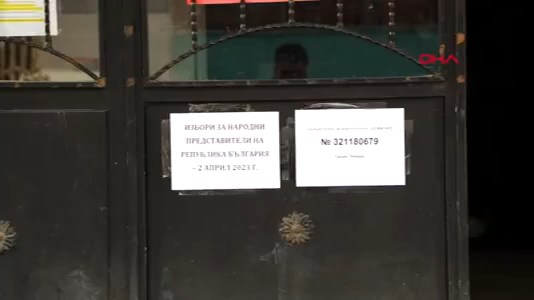 DHA
ИЗБОРИ ЗА НАРОДНИ
ПРЕДСТАВИТЕЛИ НА
РЕПУБЛИКА БЪЛГАРИЯ
– 2 АПРИЛ 2023 Г.
№ 321180679